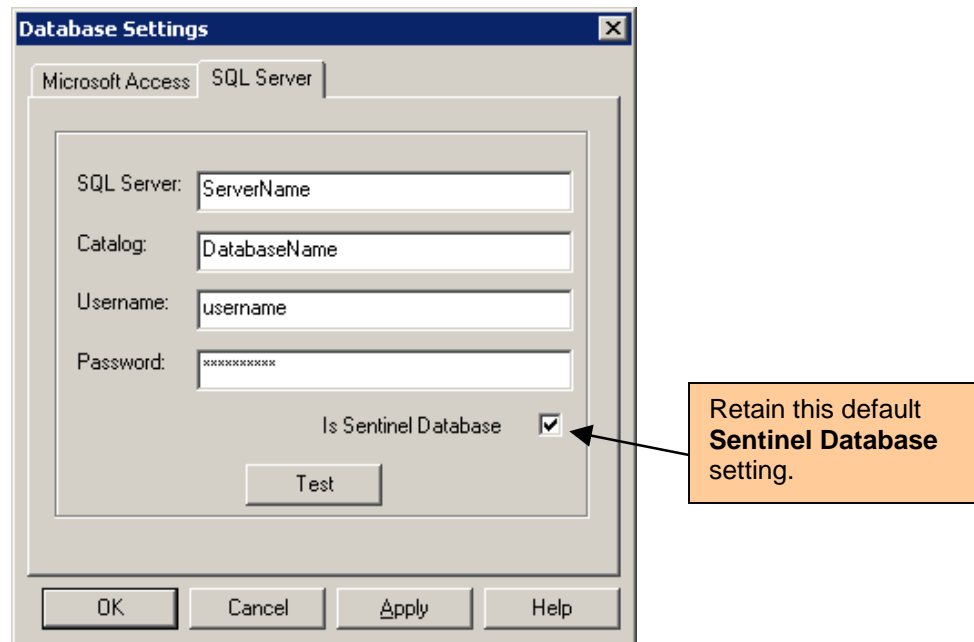 Database Settings
Microsoft Access
SQL Server
SQL Server:
ServerName
Catalog:
DatabaseName
Username:
username
Password:
**********
Is Sentinel Database
Test
OK
Cancel
Apply
Help
Retain this default
Sentinel Database
setting.